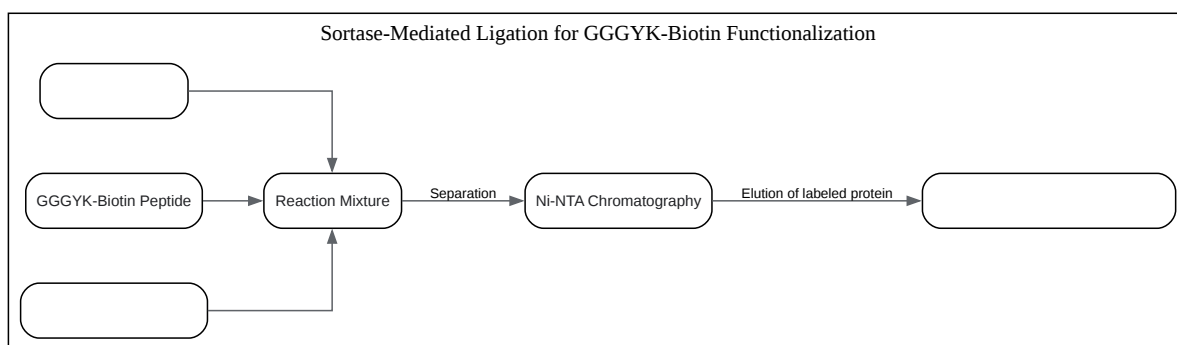 Sortase-Mediated Ligation for GGGYK-Biotin Functionalization
GGGYK-Biotin Peptide
Reaction Mixture
Separation
Ni-NTA Chromatography
Elution of labeled protein